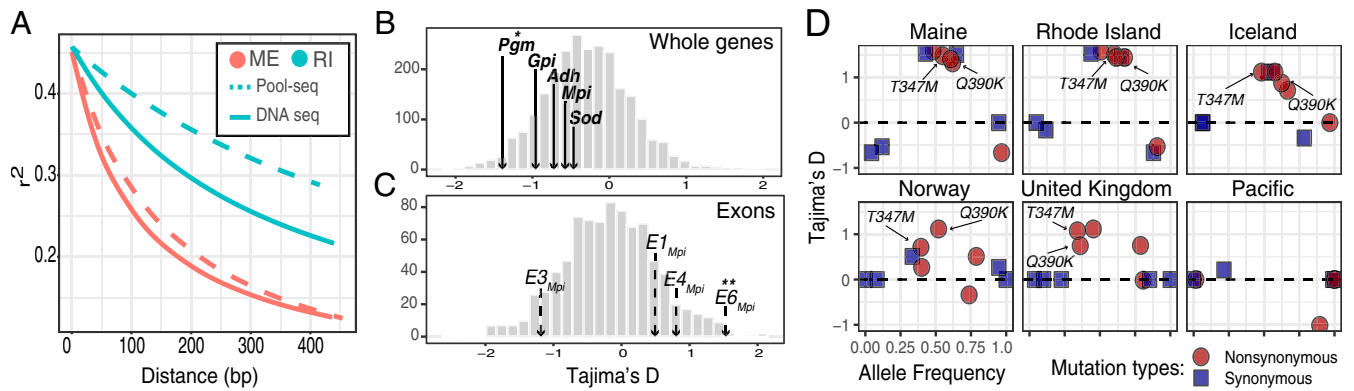 A
ME RI
Pool-seq
DNA seq
r2
0.4
0.3
0.2
0 100 200 300 400
Distance (bp)
B
Whole genes
200
100
0
Pgm*
Gpi
Adh
Mpi
Sod
−2 −1 0 1 2
C
Exons
80
60
40
20
0
E3Mpi
E1Mpi
E4Mpi
**
E6Mpi
−2 −1 0 1 2
Tajima's D
D
Maine Rhode Island Iceland
T347M Q390K
T347M Q390K
T347M Q390K
1
0
−1
Tajima's D
Norway United Kingdom Pacific
T347M Q390K
T347M
Q390K
1
0
−1
0.00 0.25 0.50 0.75 1.0
Allele Frequency
Mutation types:
Nonsynonymous
Synonymous